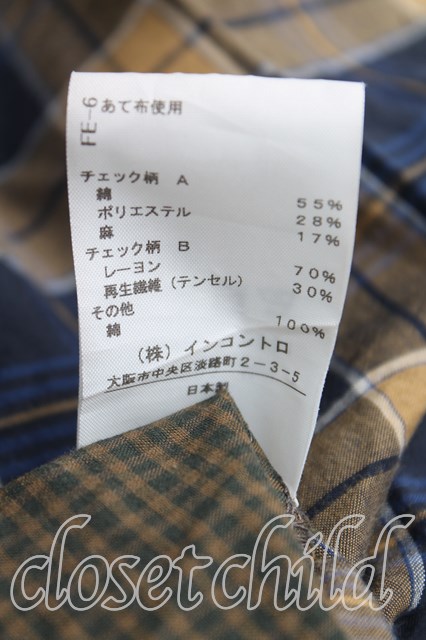 FE-6
あて布使用
チェック柄 A
綿 55%
ポリエステル 28%
麻 17%
チェック柄 B
レーヨン 70%
再生繊維(テンセル) 30%
その他
綿 100%
(株)インコントロ
大阪市中央区淡路町2-3-5
日本製
closetchild